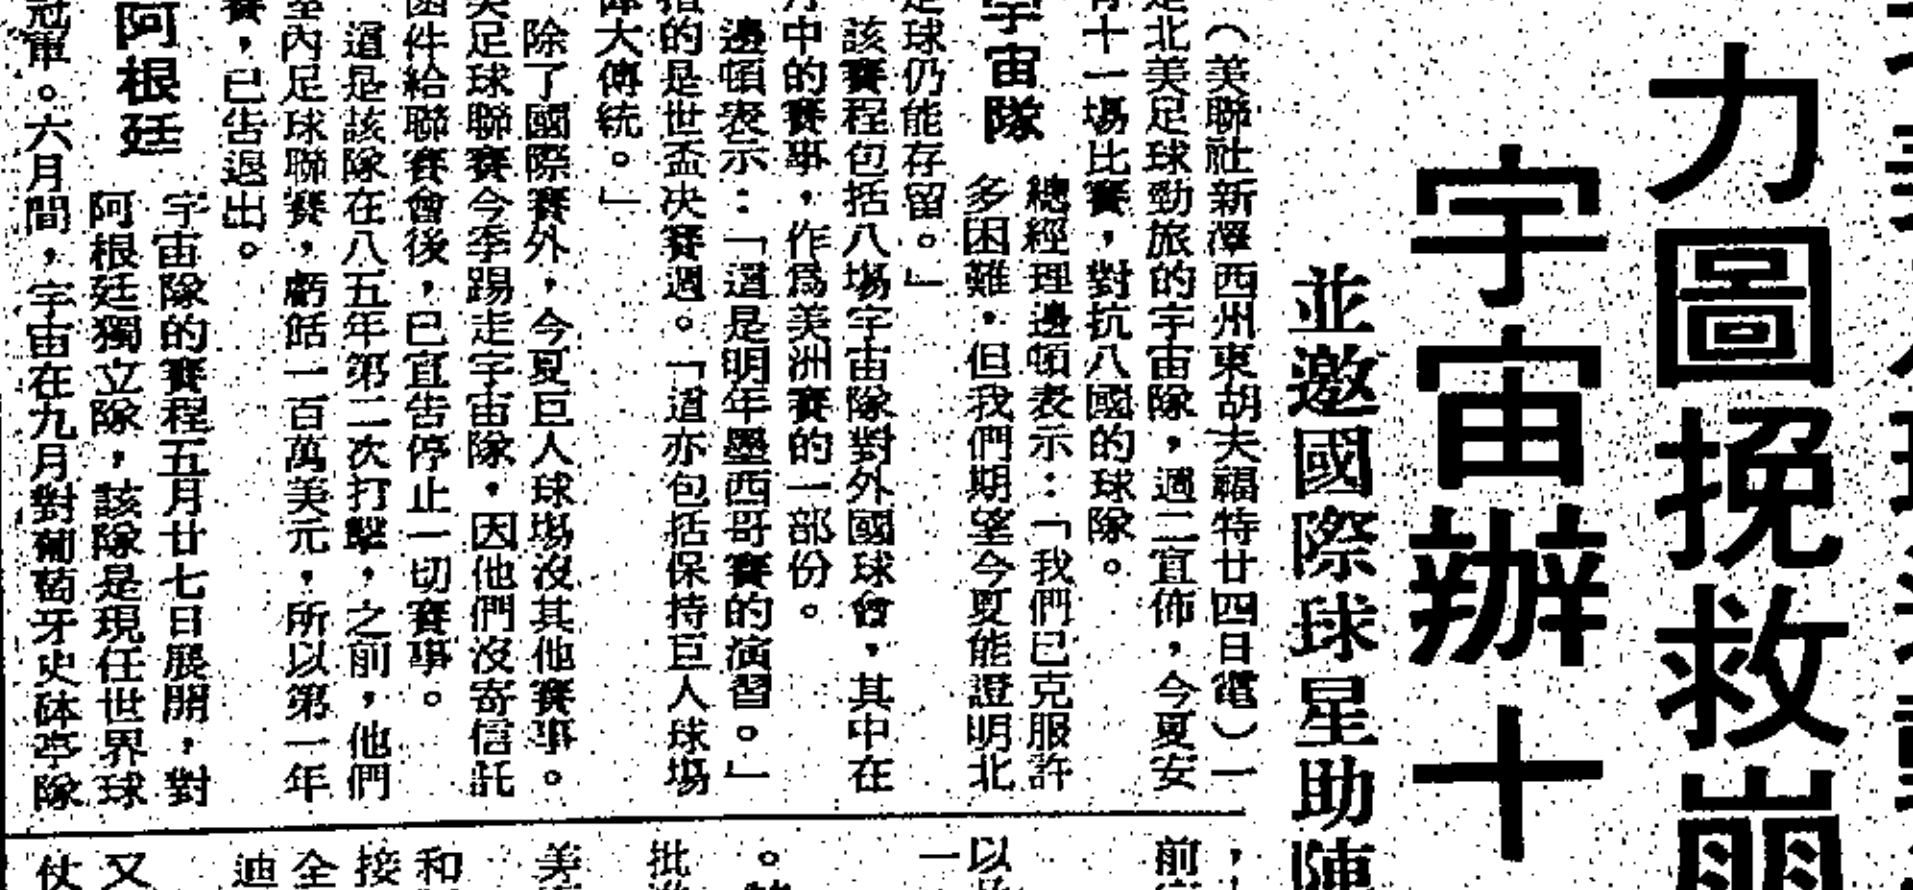 力圖挽救崩
宇宙辦十
並邀國際球星助陣
（美聯社新澤西州東胡夫福特廿四日電）一
北美足球勁旅的宇宙隊，週二宣佈，今夏安
十一場比賽，對抗八國的球隊。
總經理邊頓表示：「我們已克服許
宇宙隊
多困難，但我們期望今夏能證明北
足球仍能存留。」
該賽程包括八場宇宙隊對外國球會，其中在
中的賽事，作爲美洲賽的一部份。
邊頓表示：「這是明年墨西哥賽的演習。」
指的是世盃决賽週。「這亦包括保持巨人球場
大傳統。」
除了國際賽外，今夏巨人球場沒其他賽事。
美足球聯賽今季踢走宇宙隊，因他們沒寄信託
函件給聯賽會後，已宣告停止一切賽事。
這是該隊在八五年第二次打擊，之前，他們
室內足球聯賽，虧話一百萬美元，所以第一年
賽，已告退出。
宇宙隊的賽程五月廿七日展開，對
阿根廷
阿根廷獨立隊，該隊是現任世界球
冠軍。六月間，宇宙在九月對葡萄牙史砵亭隊
前
以
一
批
美
和
接
全
迪
又
仗